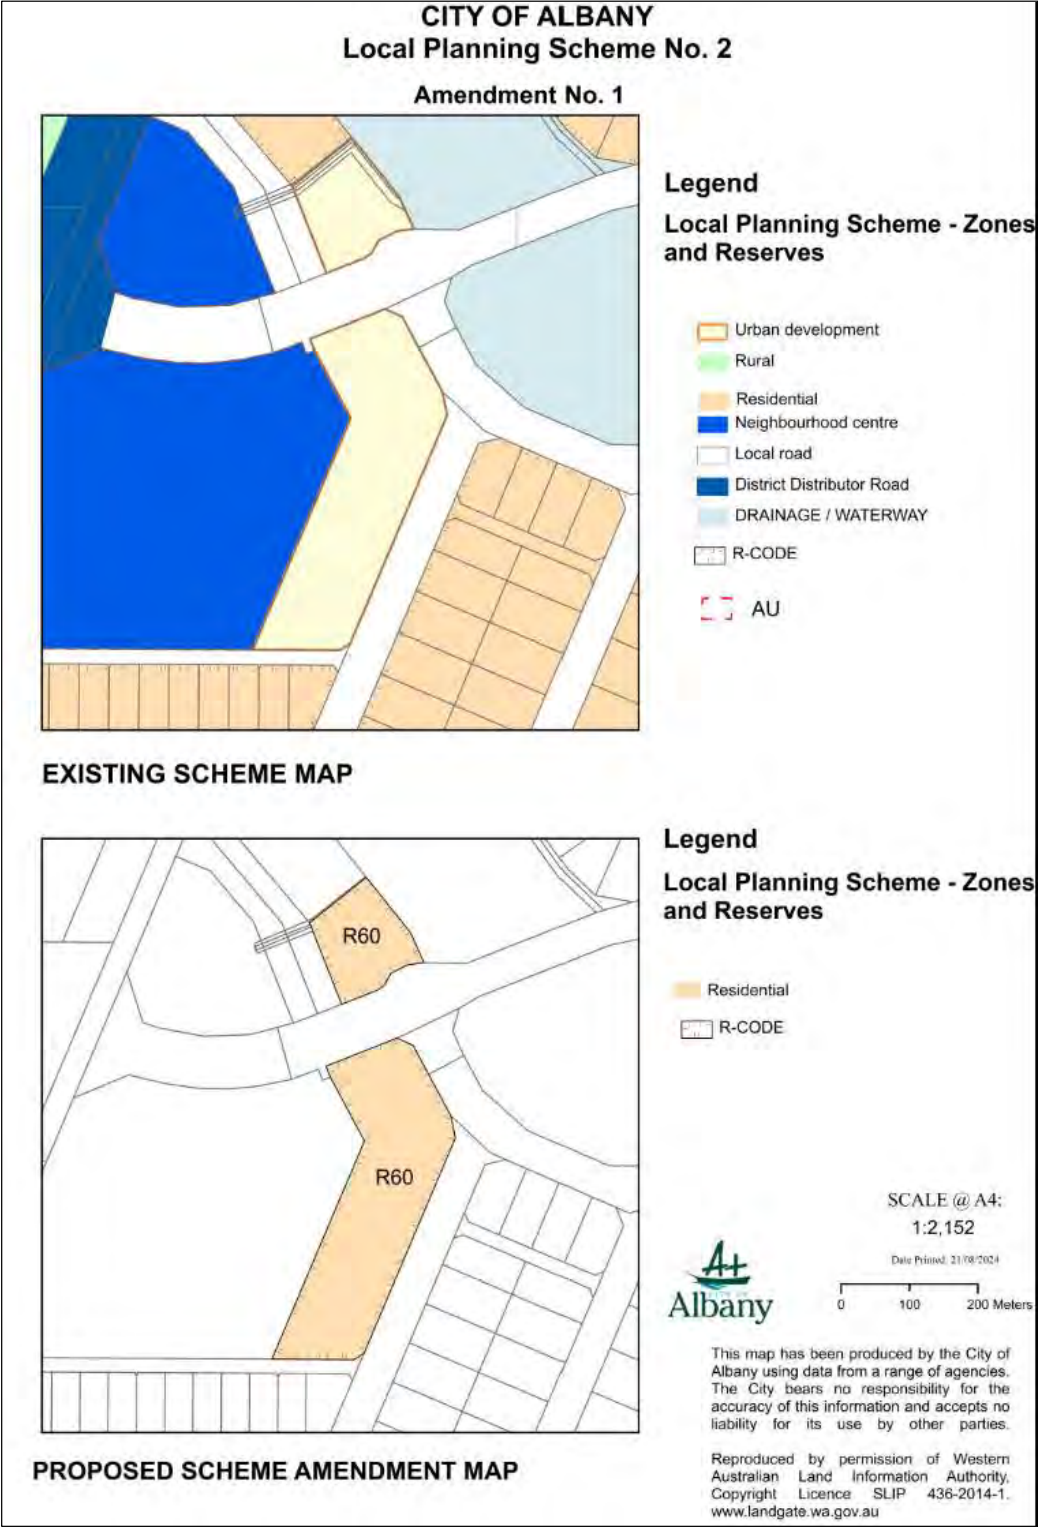 CITY OF ALBANY
Local Planning Scheme No. 2
Amendment No. 1
Legend
Local Planning Scheme - Zones
and Reserves
Urban development
Rural
Residential
Neighbourhood centre
Local road
District Distributor Road
DRAINAGE / WATERWAY
R-CODE
AU
EXISTING SCHEME MAP
Legend
Local Planning Scheme - Zones
and Reserves
Residential
R-CODE
R60
R60
SCALE @ A4:
1:2,152
Date Printed: 21/08/2024
0 100 200 Meters
A+
CITY OF
Albany
This map has been produced by the City of
Albany using data from a range of agencies.
The City bears no responsibility for the
accuracy of this information and accepts no
liability for its use by other parties.
Reproduced by permission of Western
Australian Land Information Authority,
Copyright Licence SLIP 436-2014-1.
www.landgate.wa.gov.au
PROPOSED SCHEME AMENDMENT MAP